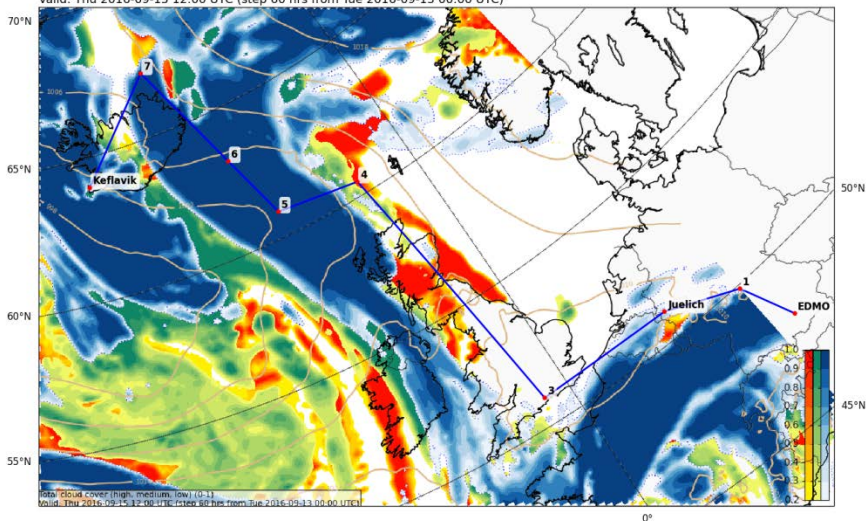 Valid: Thu 2016-09-15 12:00 UTC (step 60 hrs from Tue 2016-09-13 00:00 UTC)
70°N
65°N
60°N
55°N
50°N
45°N
0°
1018
7
6
5
4
Keflavik
1
EDMO
Juelich
3
1.0
0.9
0.8
0.7
0.6
0.5
0.4
0.3
0.2
Total cloud cover (high, medium, low) (0-1)
Valid: Thu 2016-09-15 12:00 UTC (step 60 hrs from Tue 2016-09-13 00:00 UTC)